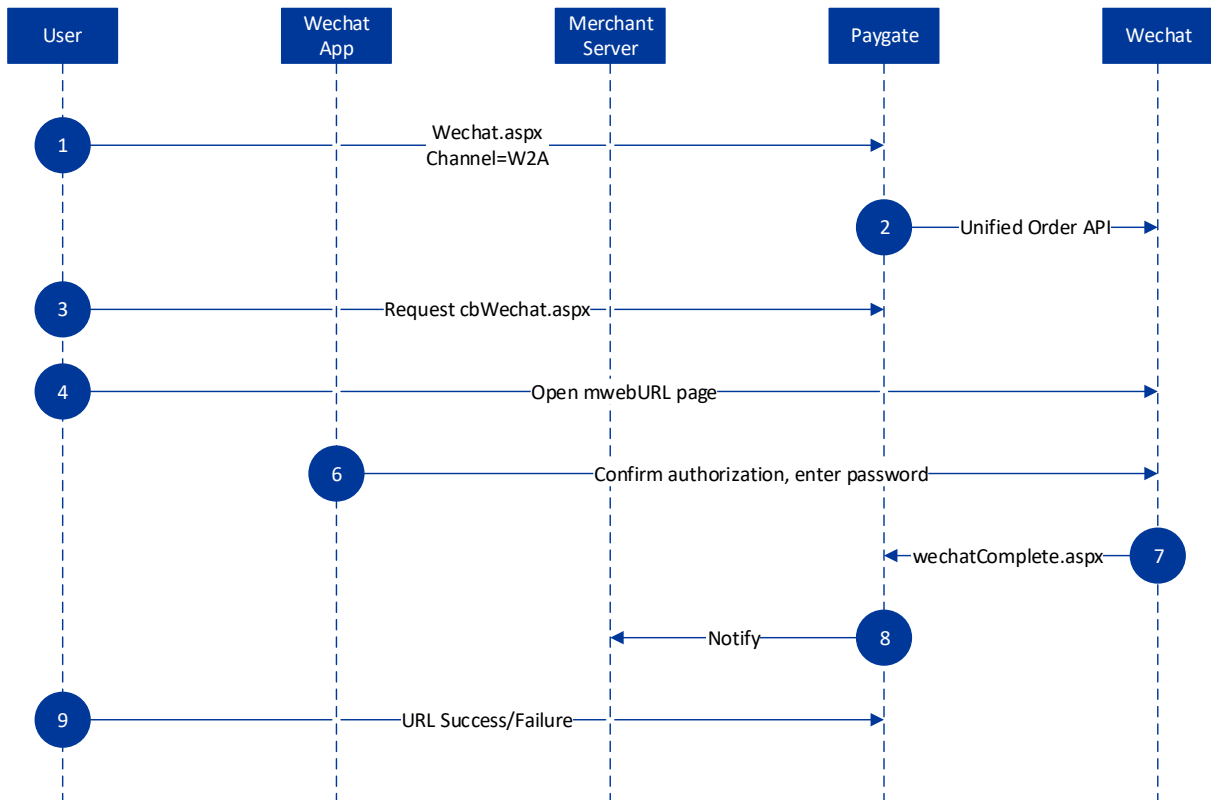 User
Wechat
App
Merchant
Server
Paygate
Wechat
1
Wechat.aspx
Channel=W2A
2
Unified Order API
3
Request cbWechat.aspx
4
Open mwebURL page
6
Confirm authorization, enter password
wechatComplete.aspx
7
Notify
8
9
URL Success/Failure